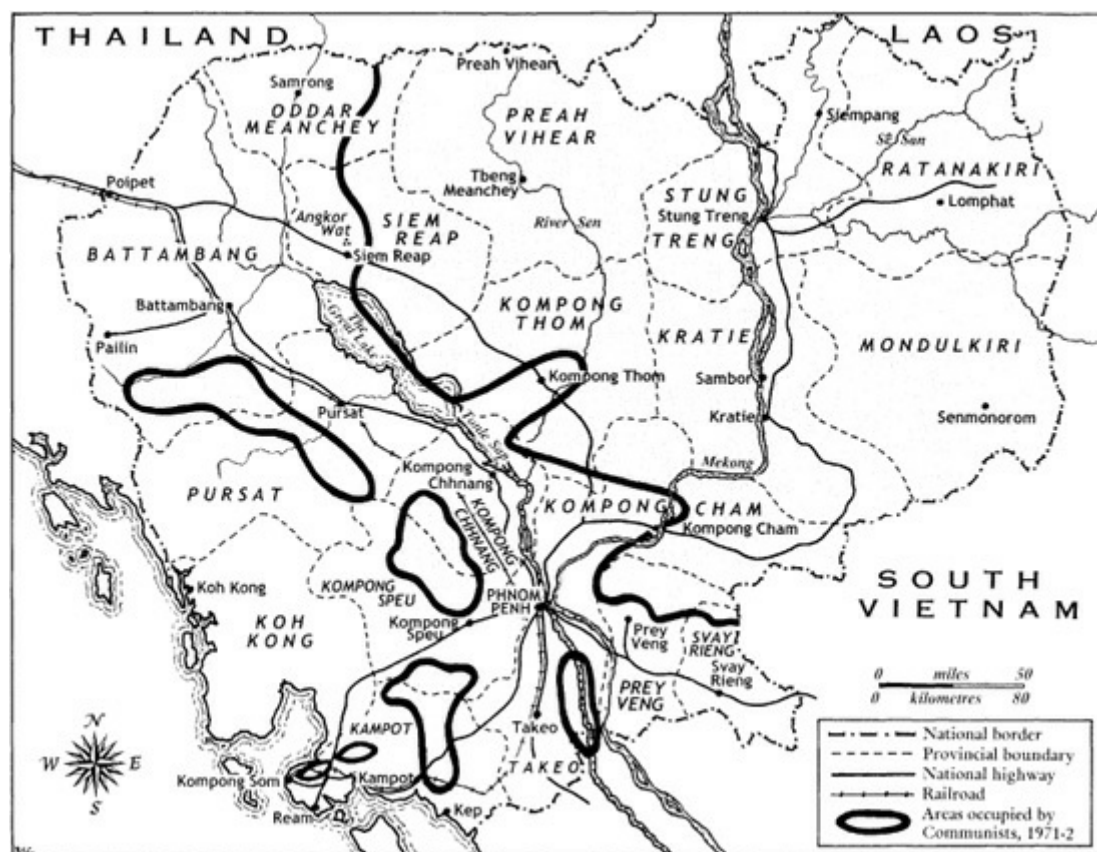 THAILAND
LAOS
Preah Vihear
Samrong
ODDAR
MEANCHEY
PREAH
VIHEAR
Siempang
Sé San
RATANAKIRI
Lomphat
Tbeng
Meanchey
STUNG
Stung Treng
TRENG
Poipet
Angkor
Wat
SIEM
REAP
Siem Reap
River Sen
BATTAMBANG
Battambang
The
Great Lake
KOMPONG
THOM
KRATIE
MONDULKIRI
Pailin
Kompong Thom
Sambor
Pursat
Kratie
Senmonorom
Tonle Sap
Mekong
Kompong
Chhnang
PURSAT
KOMPONG
CHHNANG
KOMPONG
CHAM
Kompong Cham
SOUTH
VIETNAM
Koh Kong
KOMPONG
SPEU
PHNOM
PENH
KOH
KONG
Kompong
Speu
Prey
Veng
SVAY
RIENG
Svay
Rieng
PREY
VENG
0 miles 50
0 kilometres 80
N
W E
S
KAMPOT
Takeo
TAKEO
Kompong Som
Kampot
Ream
Kep
National border
Provincial boundary
National highway
Railroad
Areas occupied by
Communists, 1971-2